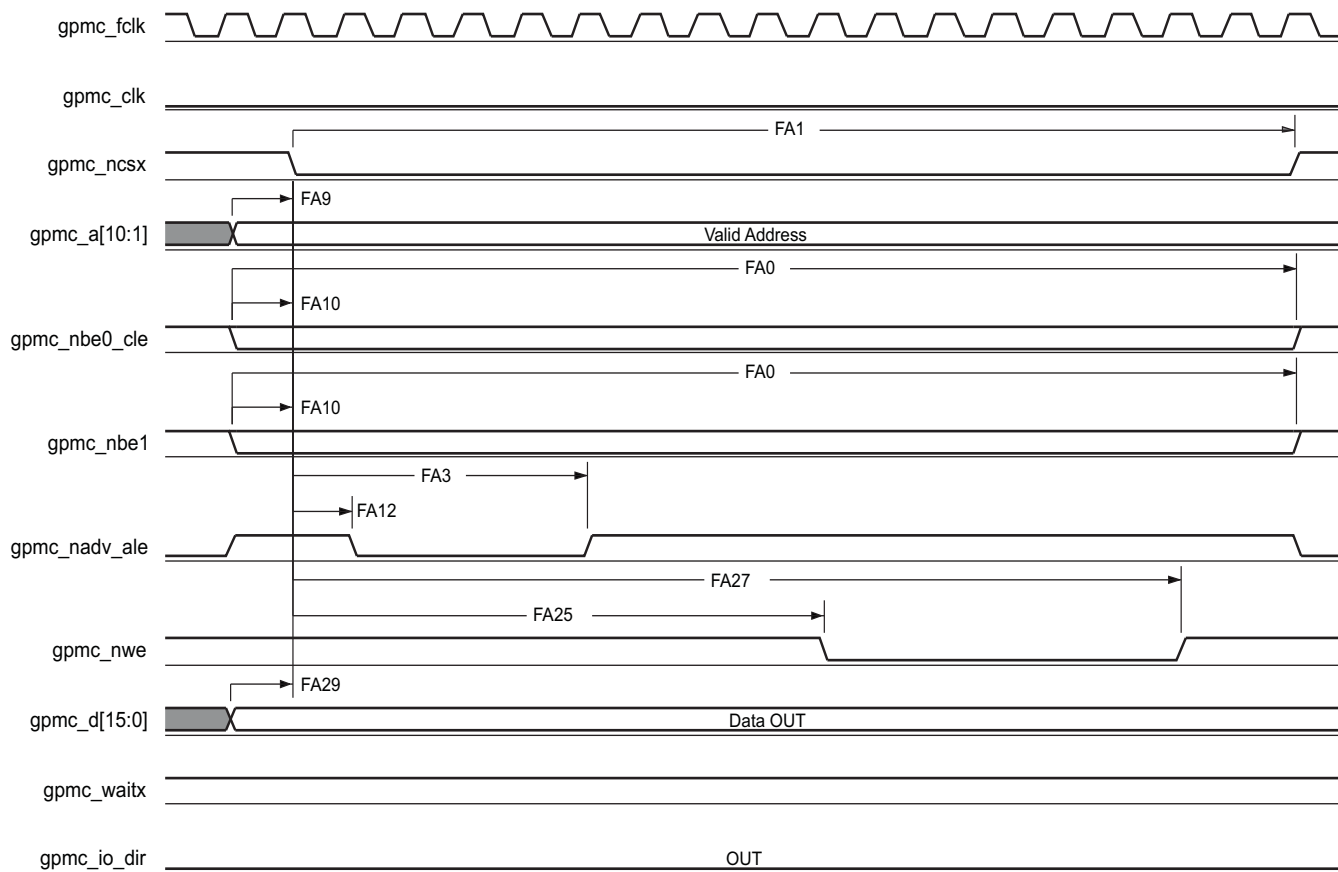 gpmc_fclk
gpmc_clk
FA1
gpmc_ncsx
FA9
gpmc_a[10:1]
Valid Address
FA0
FA10
gpmc_nbe0_cle
FA0
FA10
gpmc_nbe1
FA3
FA12
gpmc_nadv_ale
FA27
FA25
gpmc_nwe
FA29
gpmc_d[15:0]
Data OUT
gpmc_waitx
gpmc_io_dir
OUT